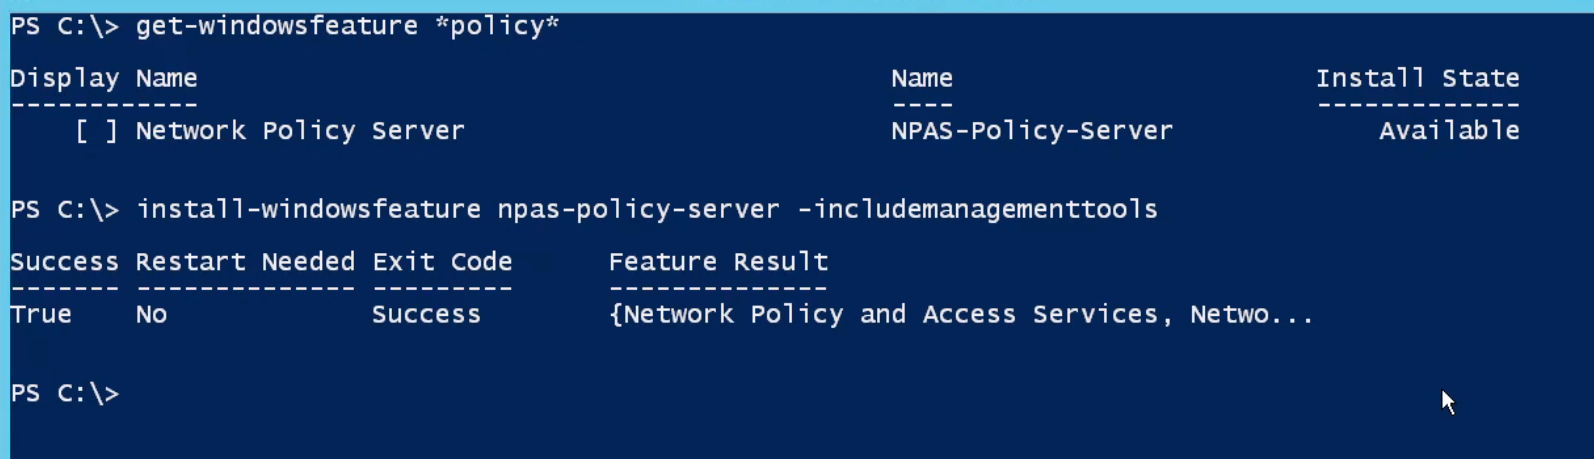 PS C:\> get-windowsfeature *policy*
Display Name Name Install State
------------ ---- -------------
[ ] Network Policy Server NPAS-Policy-Server Available
PS C:\> install-windowsfeature npas-policy-server -includemanagementtools
Success Restart Needed Exit Code Feature Result
------- -------------- --------- --------------
True No Success {Network Policy and Access Services, Netwo...
PS C:\>